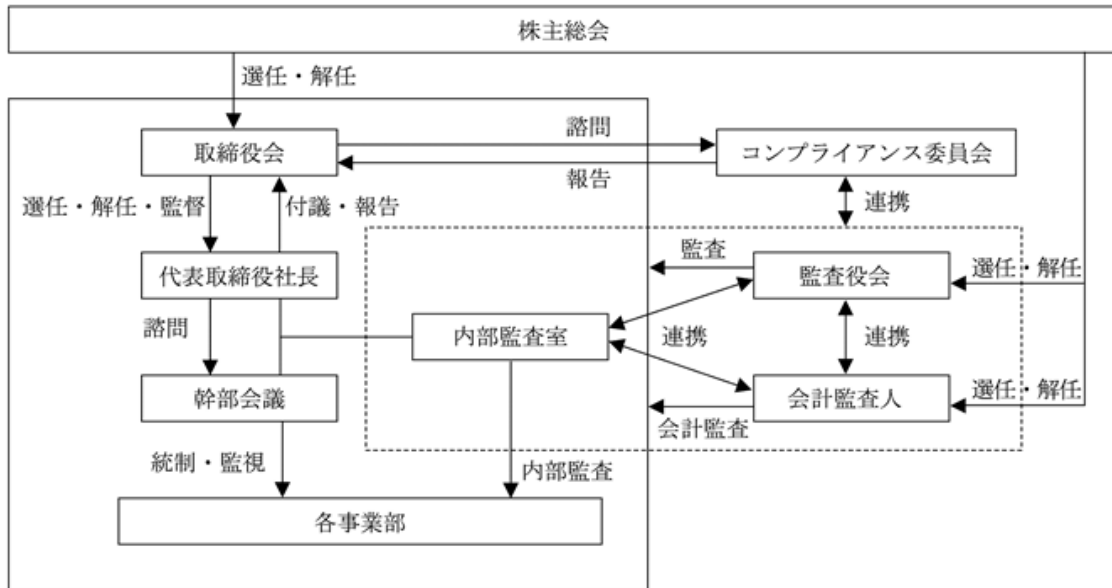 株主総会
選任・解任
取締役会
諮問
報告
コンプライアンス委員会
選任・解任・監督
付議・報告
連携
代表取締役社長
監査
監査役会
選任・解任
諮問
内部監査室
連携
連携
幹部会議
会計監査人
選任・解任
会計監査
統制・監視
内部監査
各事業部